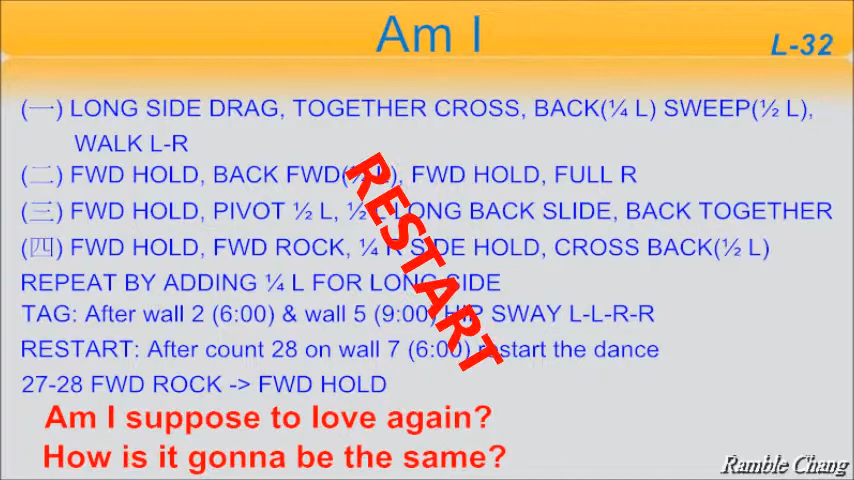 Am I
L-32
(一) LONG SIDE DRAG, TOGETHER CROSS, BACK(¼ L) SWEEP(½ L),
WALK L-R
(二) FWD HOLD, BACK FWD( L), FWD HOLD, FULL R
(三) FWD HOLD, PIVOT ½ L, ½ L LONG BACK SLIDE, BACK TOGETHER
(四) FWD HOLD, FWD ROCK, ¼ R SIDE HOLD, CROSS BACK(½ L)
REPEAT BY ADDING ¼ L FOR LONG SIDE
TAG: After wall 2 (6:00) & wall 5 (9:00) HIP SWAY L-L-R-R
RESTART: After count 28 on wall 7 (6:00) restart the dance
27-28 FWD ROCK -> FWD HOLD
RESTART
Am I suppose to love again?
How is it gonna be the same?
Ramble Chang